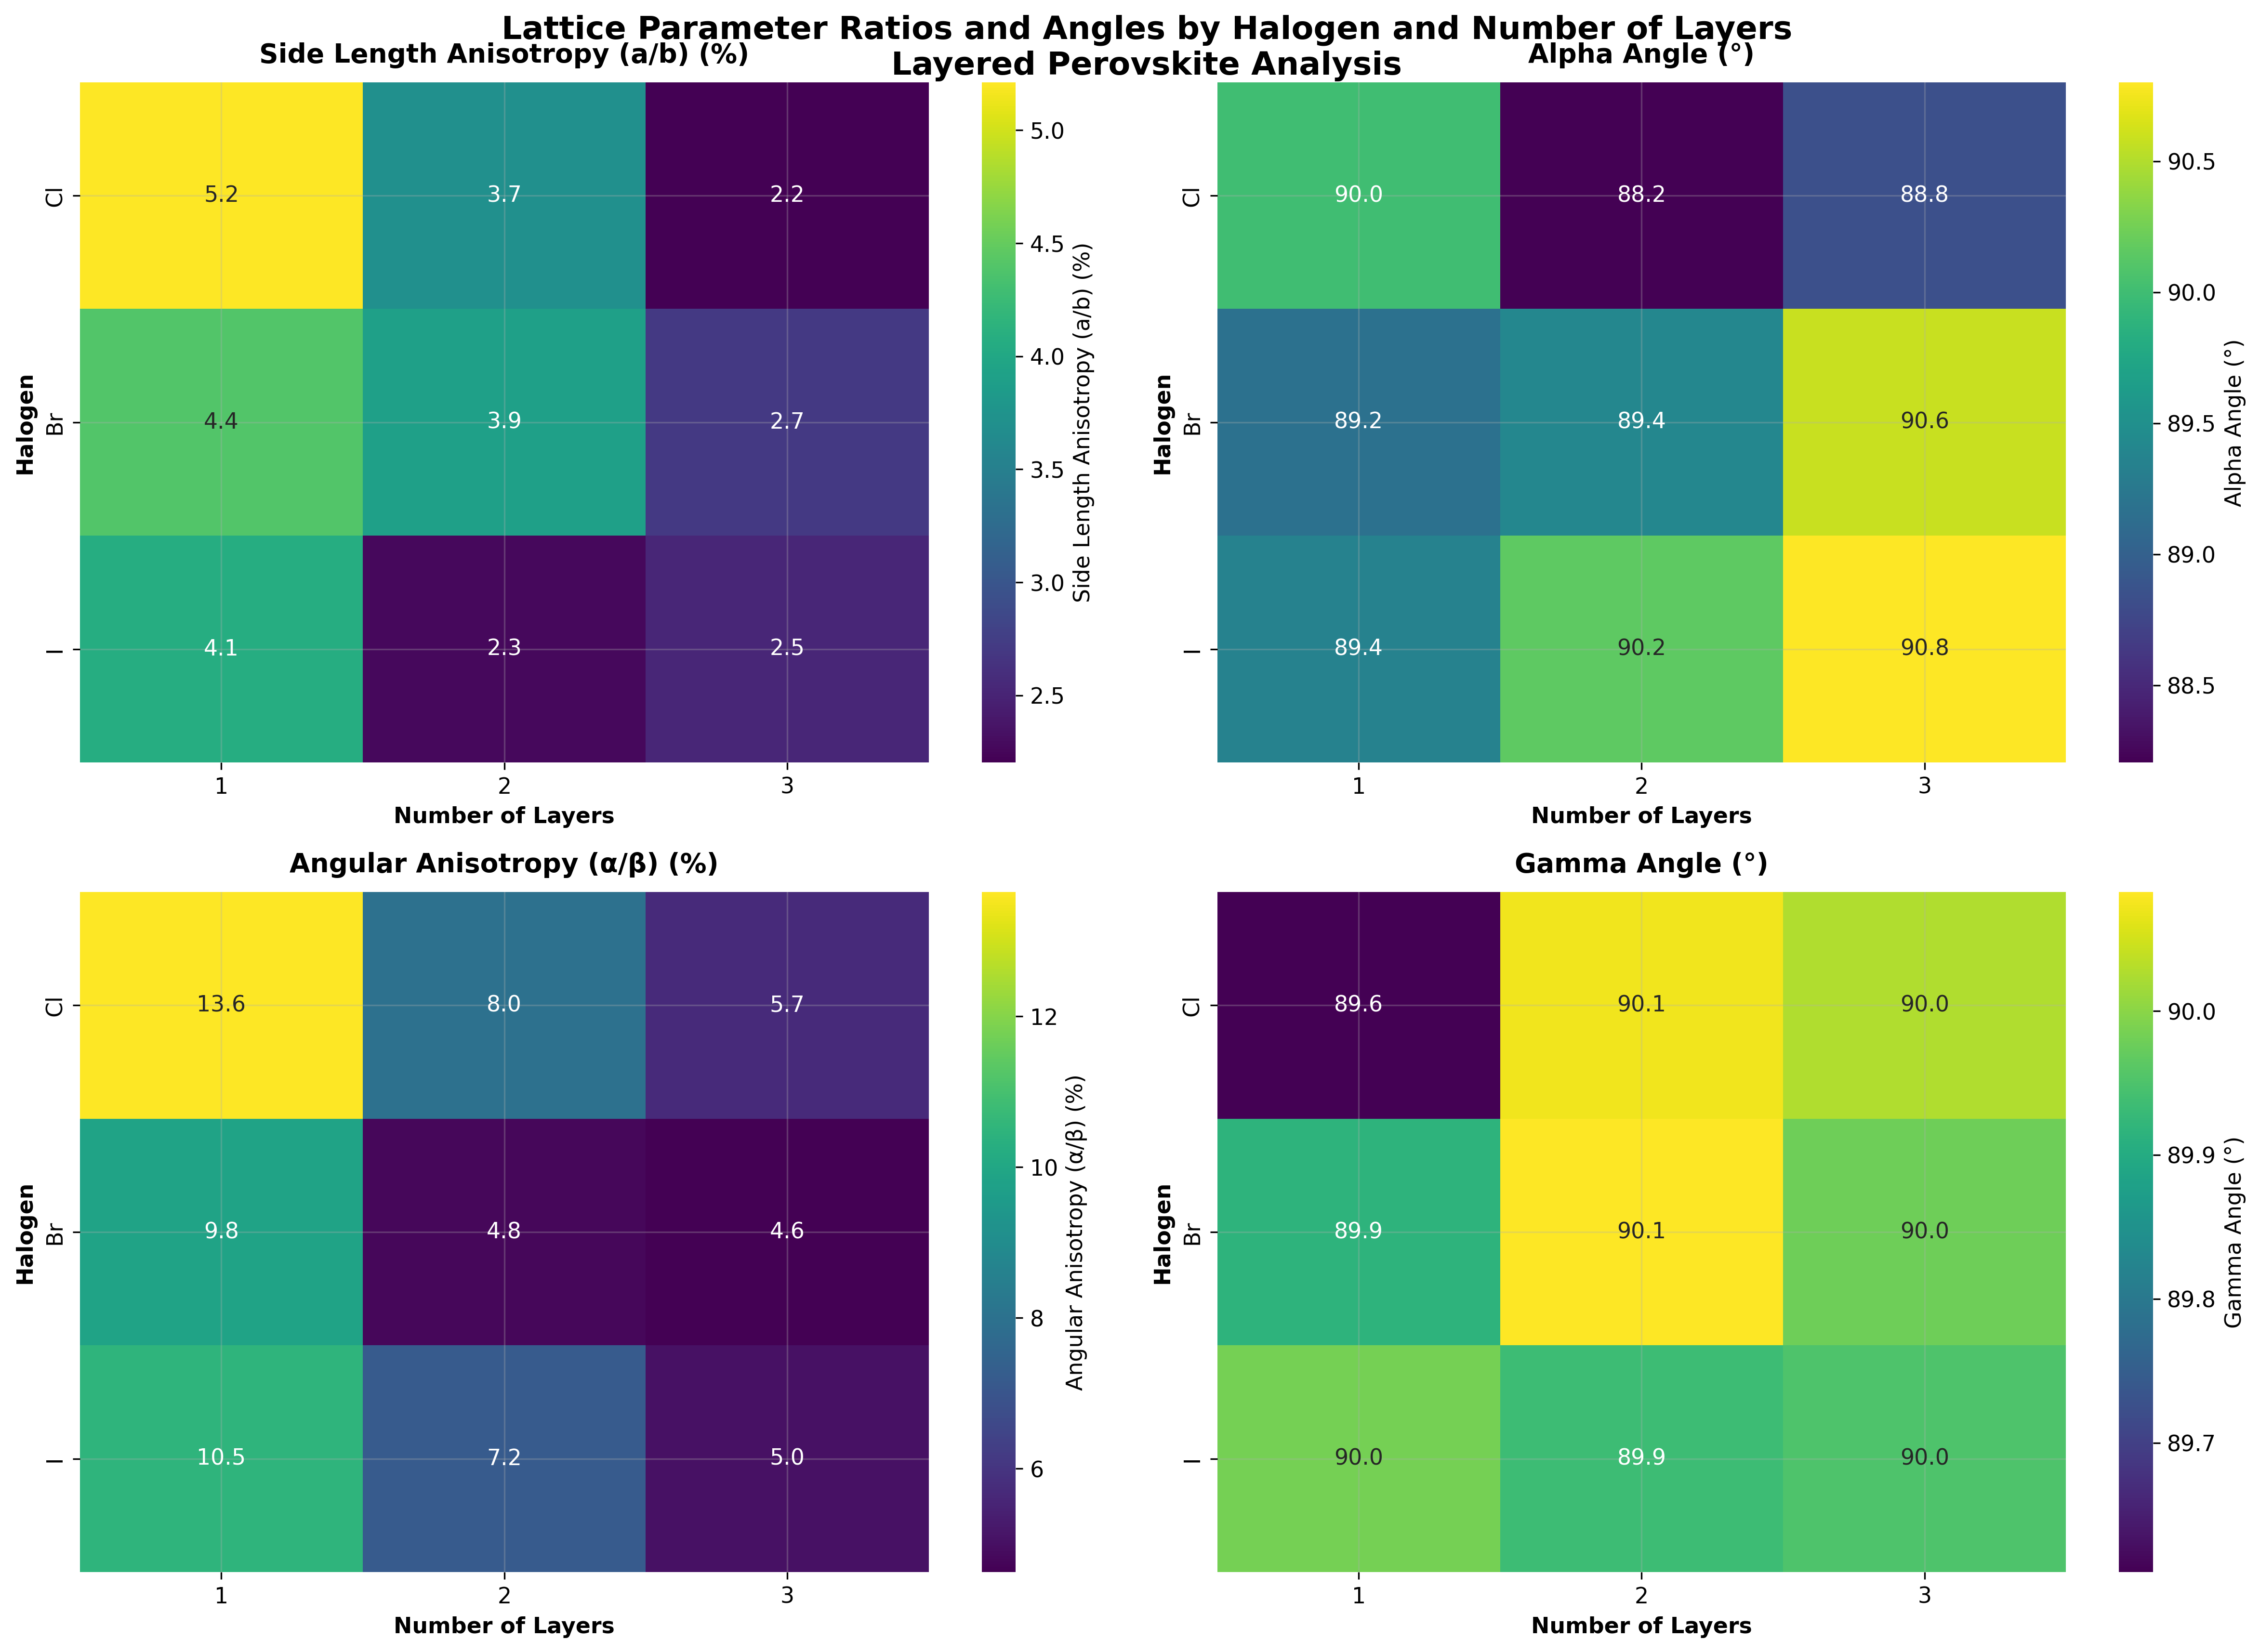 Lattice Parameter Ratios and Angles by Halogen and Number of Layers
Layered Perovskite Analysis
Side Length Anisotropy (a/b) (%)
Cl
Br
I
Halogen
5.2 3.7 2.2
4.4 3.9 2.7
4.1 2.3 2.5
1 2 3
Number of Layers
5.0
4.5
4.0
3.5
3.0
2.5
Side Length Anisotropy (a/b) (%)
Alpha Angle (°)
Cl
Br
I
Halogen
90.0 88.2 88.8
89.2 89.4 90.6
89.4 90.2 90.8
1 2 3
Number of Layers
90.5
90.0
89.5
89.0
88.5
Alpha Angle (°)
Angular Anisotropy (α/β) (%)
Cl
Br
I
Halogen
13.6 8.0 5.7
9.8 4.8 4.6
10.5 7.2 5.0
1 2 3
Number of Layers
12
10
8
6
Angular Anisotropy (α/β) (%)
Gamma Angle (°)
Cl
Br
I
Halogen
89.6 90.1 90.0
89.9 90.1 90.0
90.0 89.9 90.0
1 2 3
Number of Layers
90.0
89.9
89.8
89.7
Gamma Angle (°)